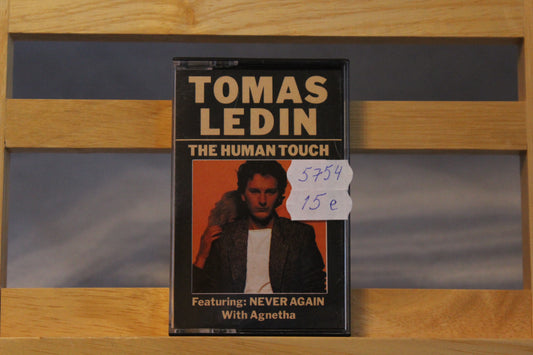 TOMAS
LEDIN
THE HUMAN TOUCH
5754
15 e
Featuring: NEVER AGAIN
With Agnetha